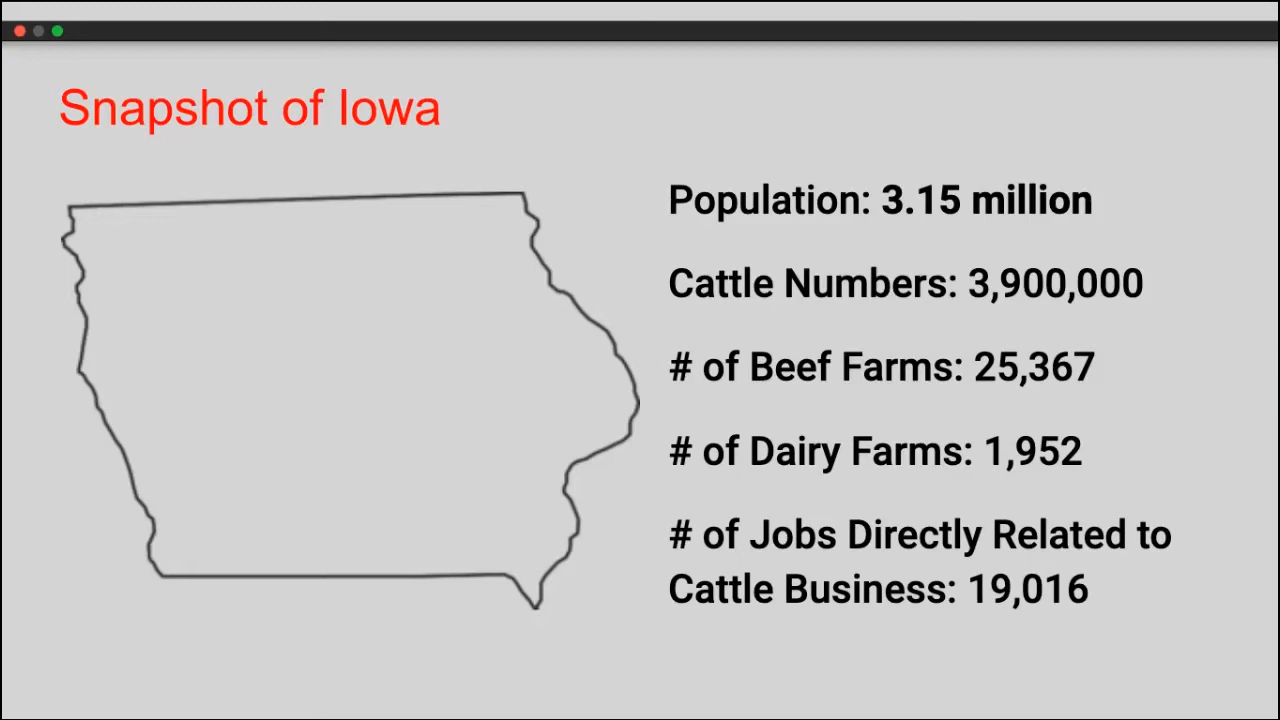 Snapshot of Iowa
Population: 3.15 million
Cattle Numbers: 3,900,000
# of Beef Farms: 25,367
# of Dairy Farms: 1,952
# of Jobs Directly Related to
Cattle Business: 19,016